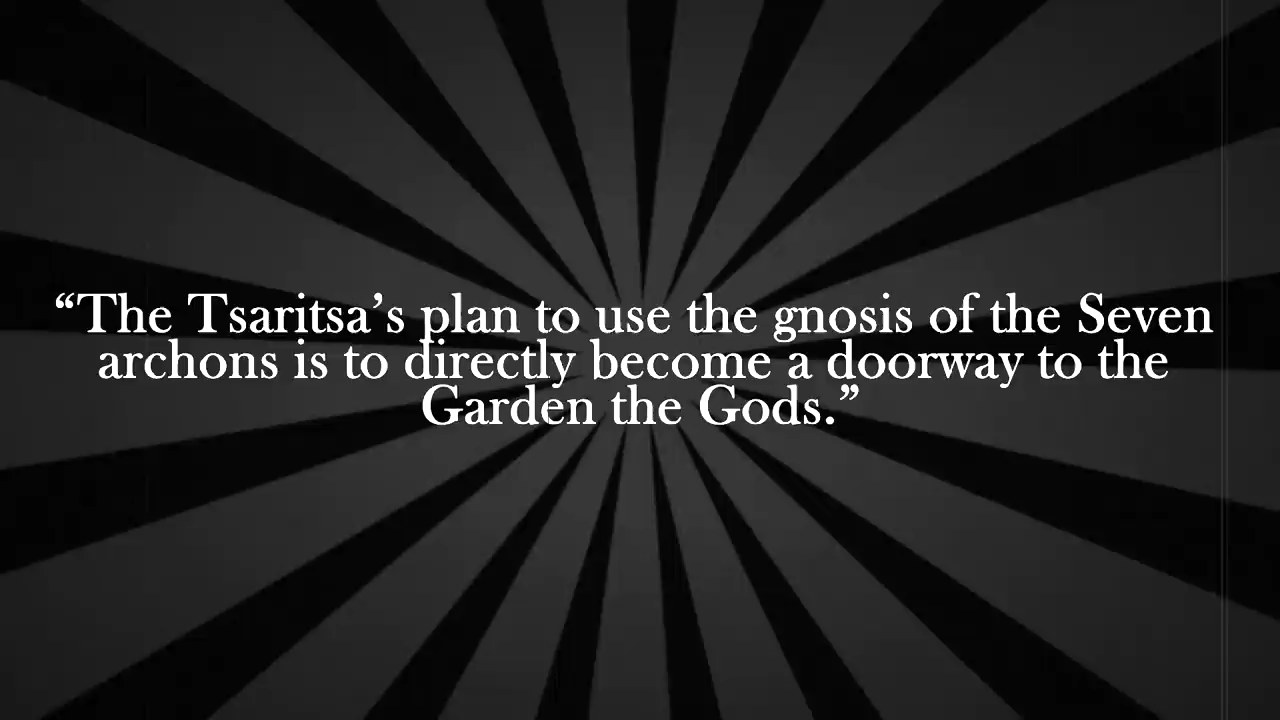 “The Tsaritsa’s plan to use the gnosis of the Seven
archons is to directly become a doorway to the
Garden the Gods.”